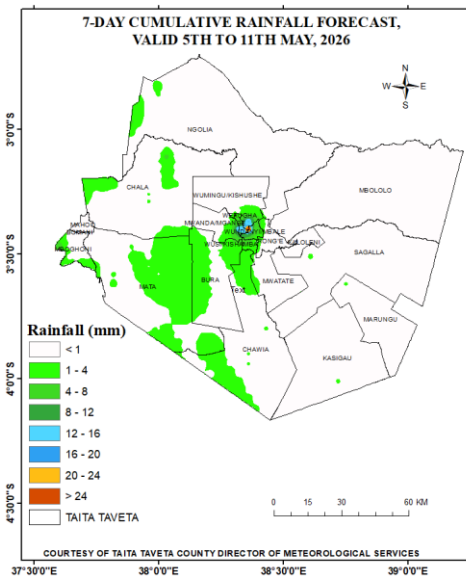 7-DAY CUMULATIVE RAINFALL FORECAST,
VALID 5TH TO 11TH MAY, 2026
N
W E
S
3°0'0"S
3°30'0"S
4°0'0"S
4°30'0"S
NGOLIA
MBOLOLO
CHALA
WUMINGU/KISHUSHE
SAGALLA
MATA
BURA
Text
MWATATE
MARUNGU
CHAWIA
KASIGAU
Rainfall (mm)
< 1
1 - 4
4 - 8
8 - 12
12 - 16
16 - 20
20 - 24
> 24
TAITA TAVETA
0 15 30 60 KM
COURTESY OF TAITA TAVETA COUNTY DIRECTOR OF METEOROLOGICAL SERVICES
37°30'0"E
38°0'0"E
38°30'0"E
39°0'0"E